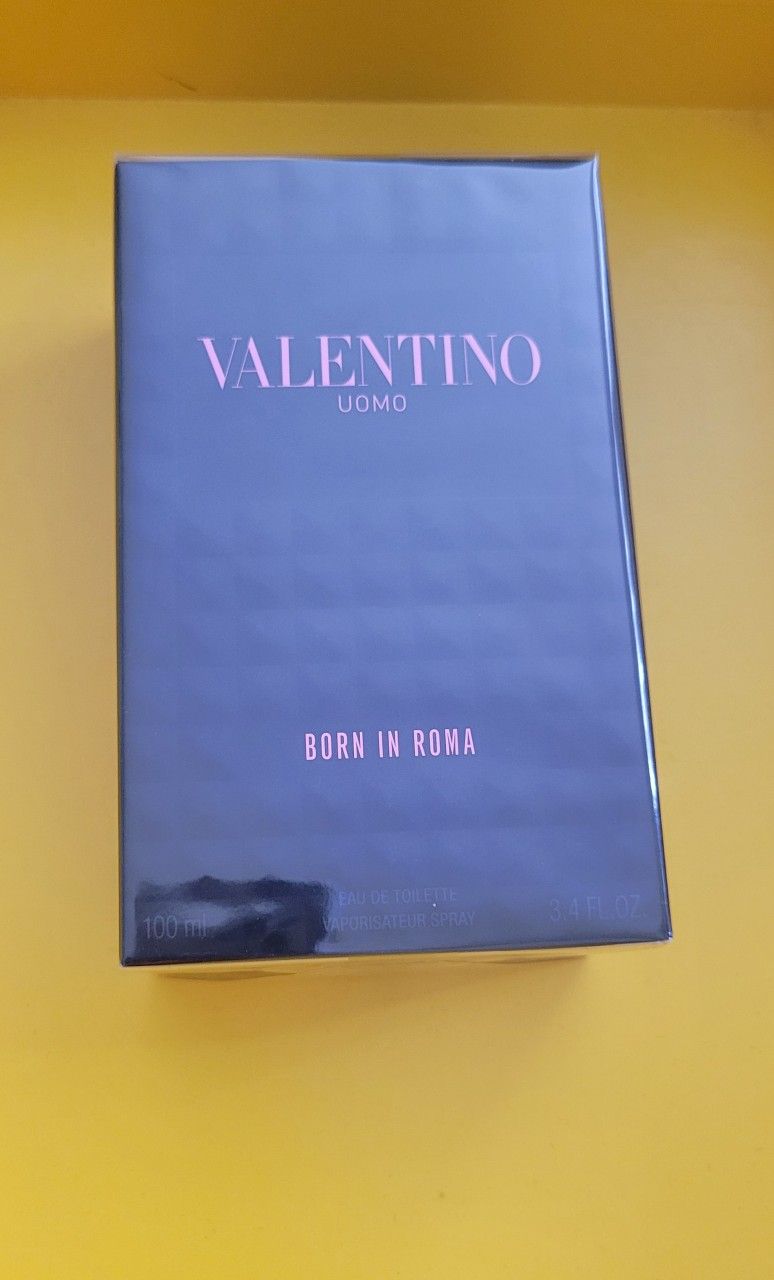 VALENTINO
UOMO
BORN IN ROMA
EAU DE TOILETTE
100 ml VAPORISATEUR SPRAY 3.4 FL.OZ.